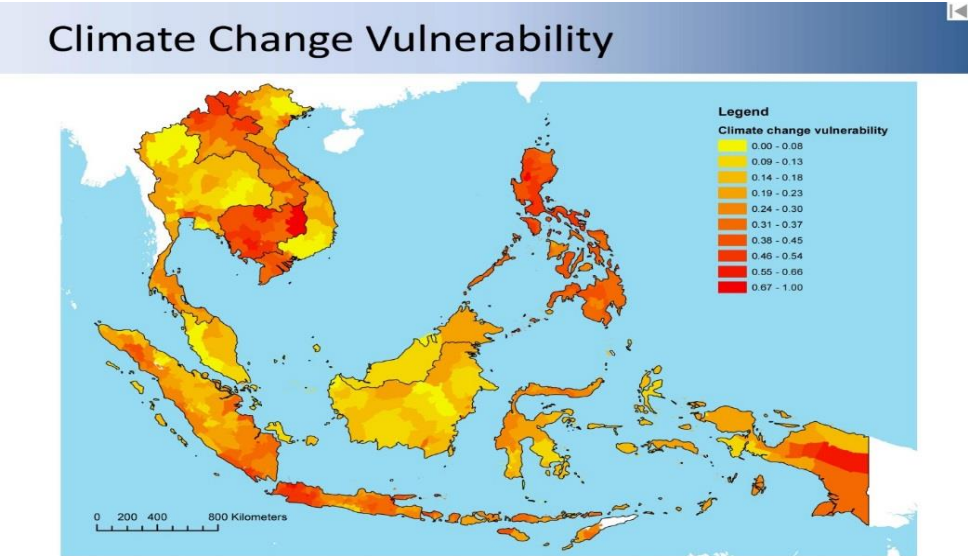 Climate Change Vulnerability
Legend
Climate change vulnerability
0.00 - 0.08
0.09 - 0.13
0.14 - 0.18
0.19 - 0.23
0.24 - 0.30
0.31 - 0.37
0.38 - 0.45
0.46 - 0.54
0.55 - 0.66
0.67 - 1.00
0 200 400 800 Kilometers